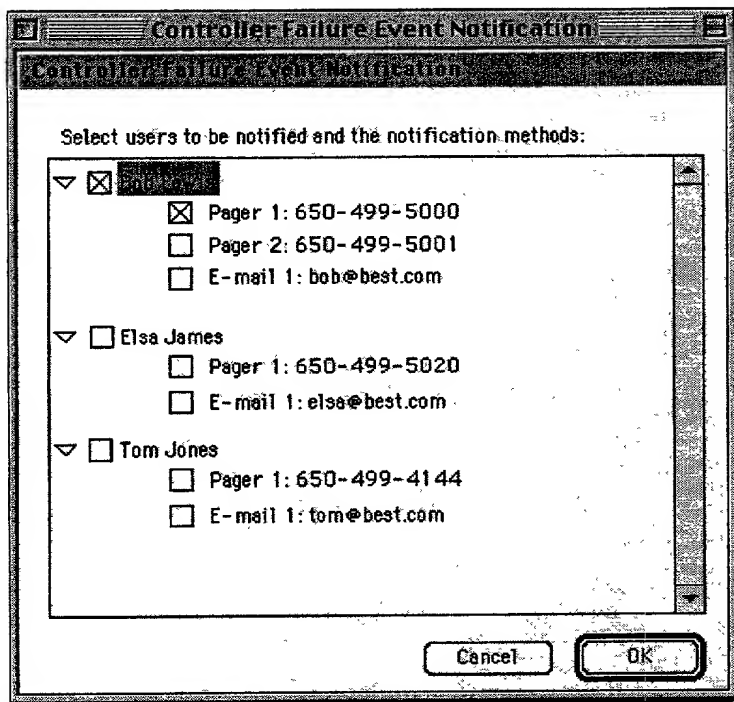 Controller Failure Event Notification
Controller Failure Event Notification
Select users to be notified and the notification methods:
Pager 1: 650-499-5000
Pager 2: 650-499-5001
E-mail 1: bob@best.com
Elsa James
Pager 1: 650-499-5020
E-mail 1: elsa@best.com
Tom Jones
Pager 1: 650-499-4144
E-mail 1: tom@best.com
Cancel
OK